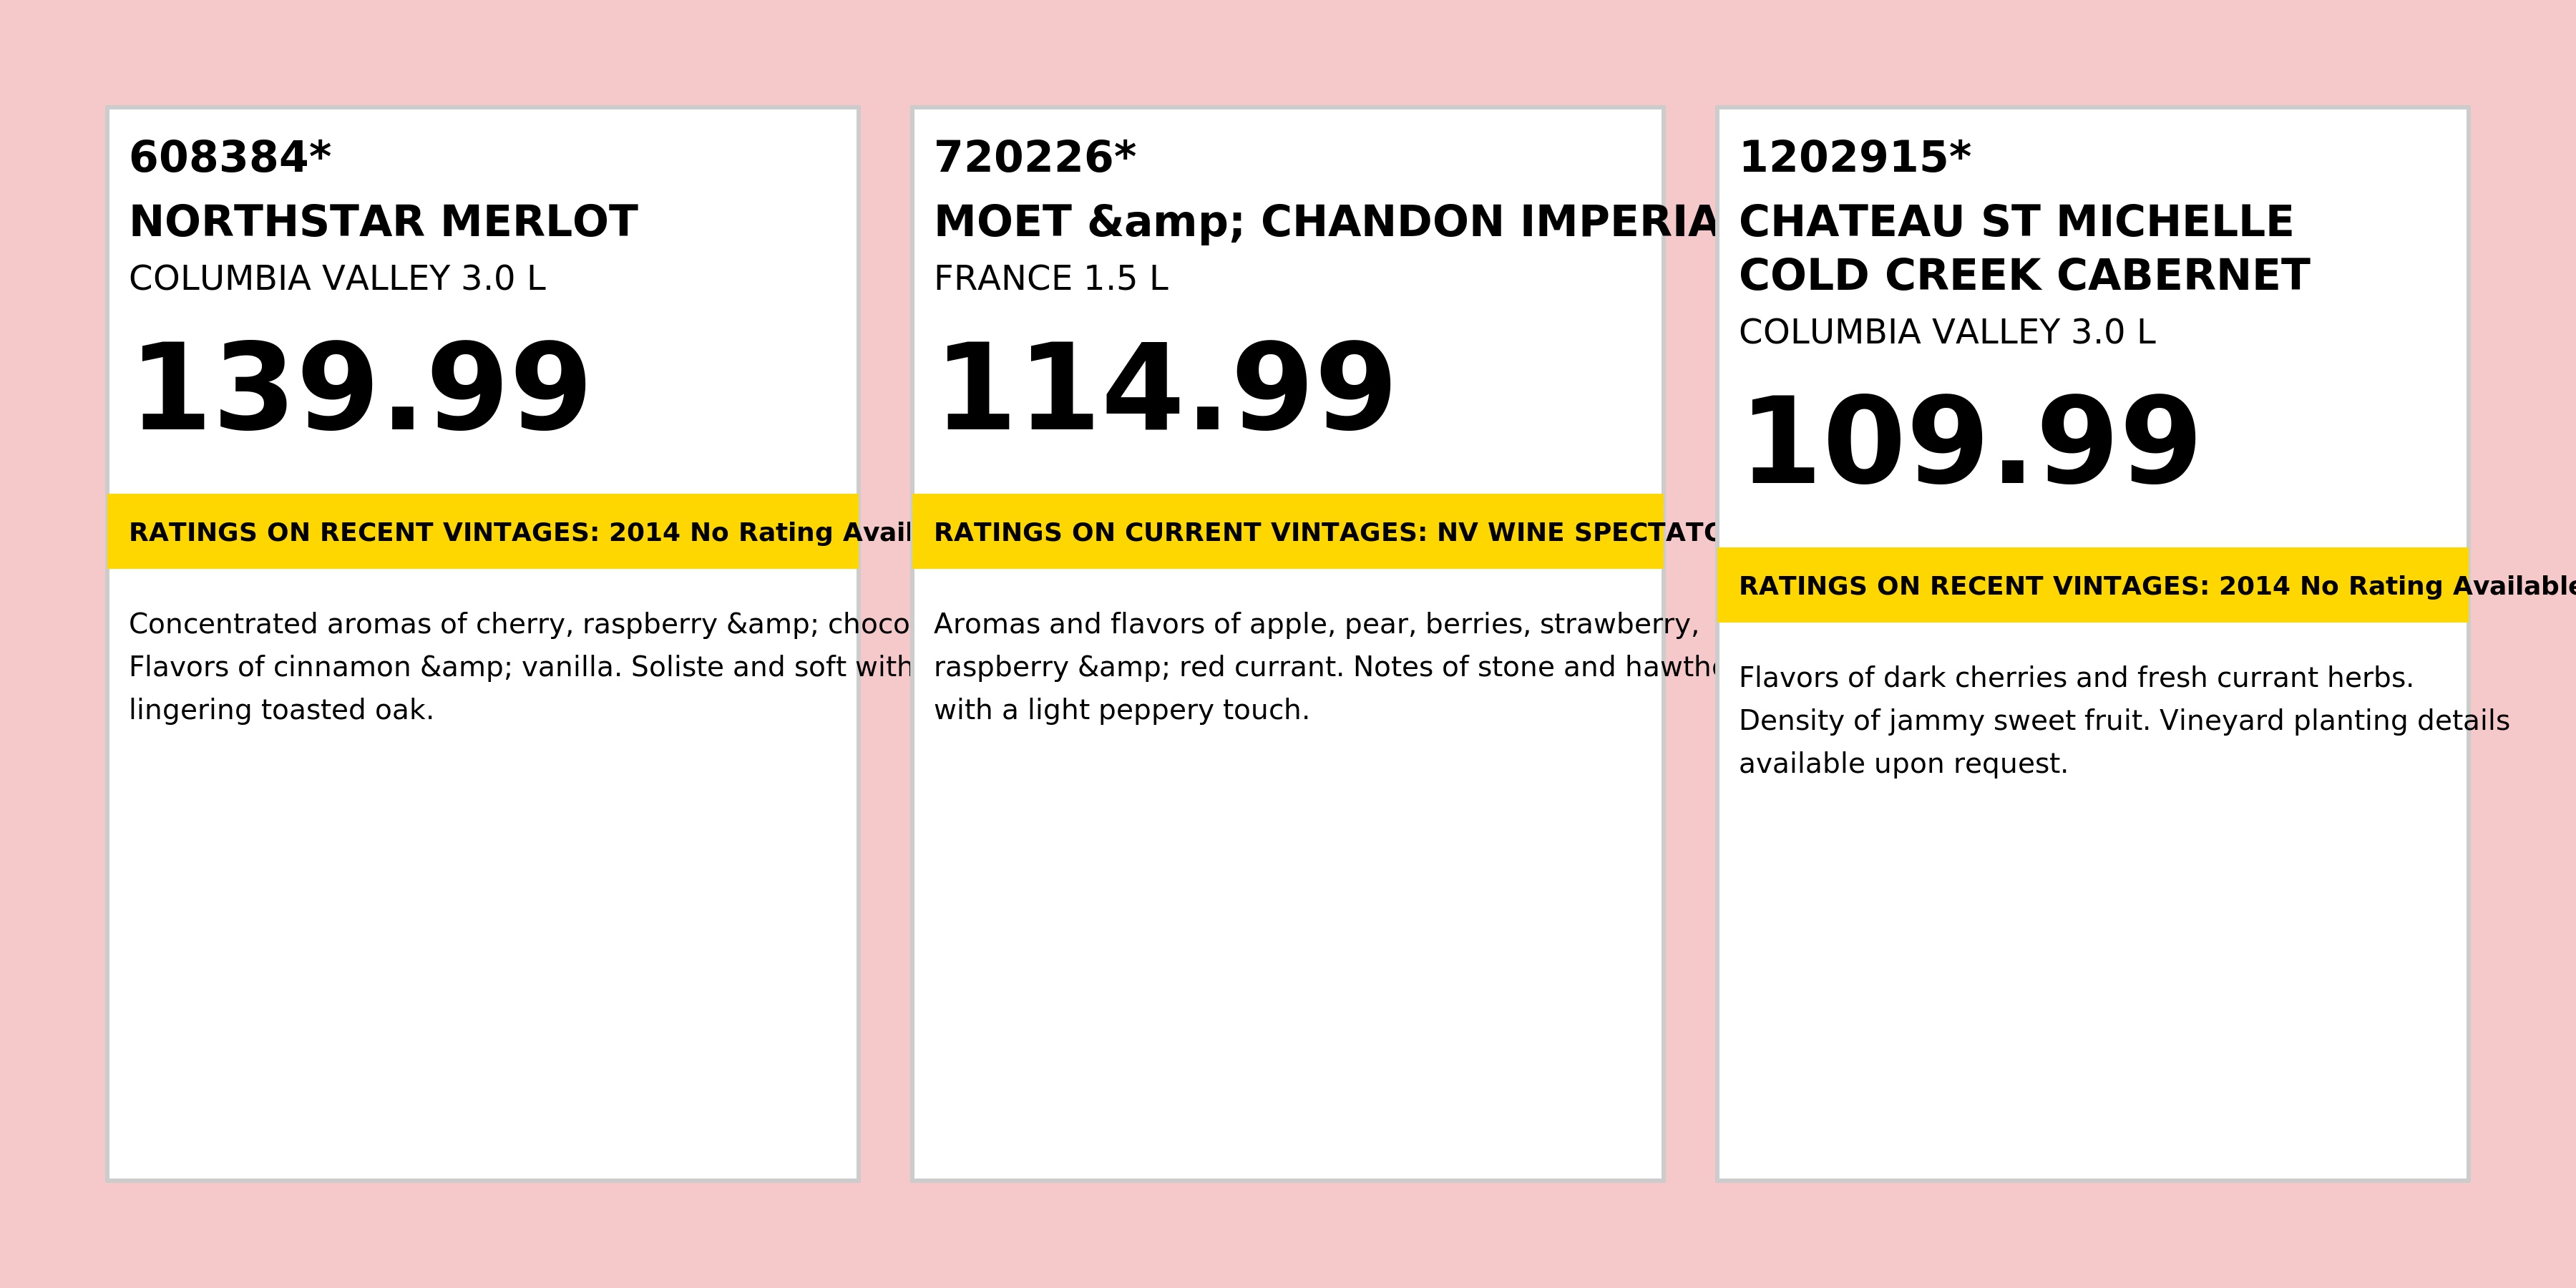 608384*
NORTHSTAR MERLOT
COLUMBIA VALLEY 3.0 L
139.99
RATINGS ON RECENT VINTAGES: 2014 No Rating
Concentrated aromas of cherry, raspberry &amp;
Flavors of cinnamon &amp; vanilla. Soliste and soft with
lingering toasted oak.
720226*
MOET &amp; CHANDON
FRANCE 1.5 L
114.99
RATINGS ON CURRENT VINTAGES: NV WINE
Aromas and flavors of apple, pear, berries, strawberry,
raspberry &amp; red currant. Notes of stone and
with a light peppery touch.
1202915*
CHATEAU ST MICHELLE
COLD CREEK CABERNET
COLUMBIA VALLEY 3.0 L
109.99
RATINGS ON RECENT VINTAGES: 2014 No Rating Available
Flavors of dark cherries and fresh currant herbs.
Density of jammy sweet fruit. Vineyard planting details
available upon request.